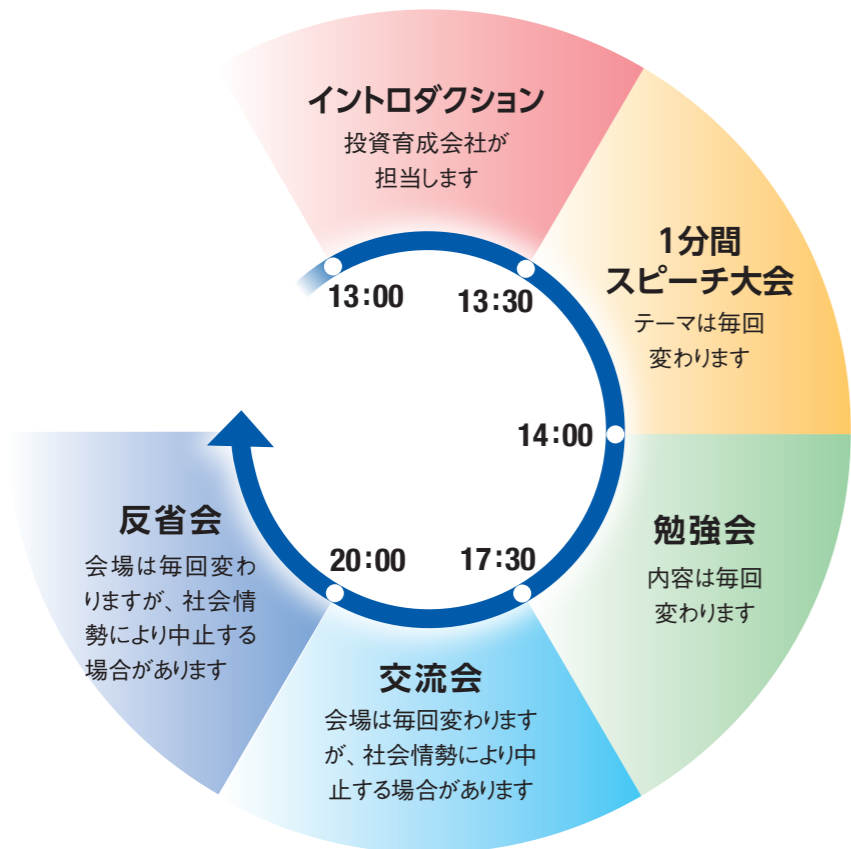 イントロダクション
投資育成会社が
担当します
13:00
13:30
1分間
スピーチ大会
テーマは毎回
変わります
14:00
勉強会
内容は毎回
変わります
17:30
交流会
会場は毎回変わります
が、社会情勢により中
止する場合があります
20:00
反省会
会場は毎回変わ
りますが、社会情
勢により中止する
場合があります